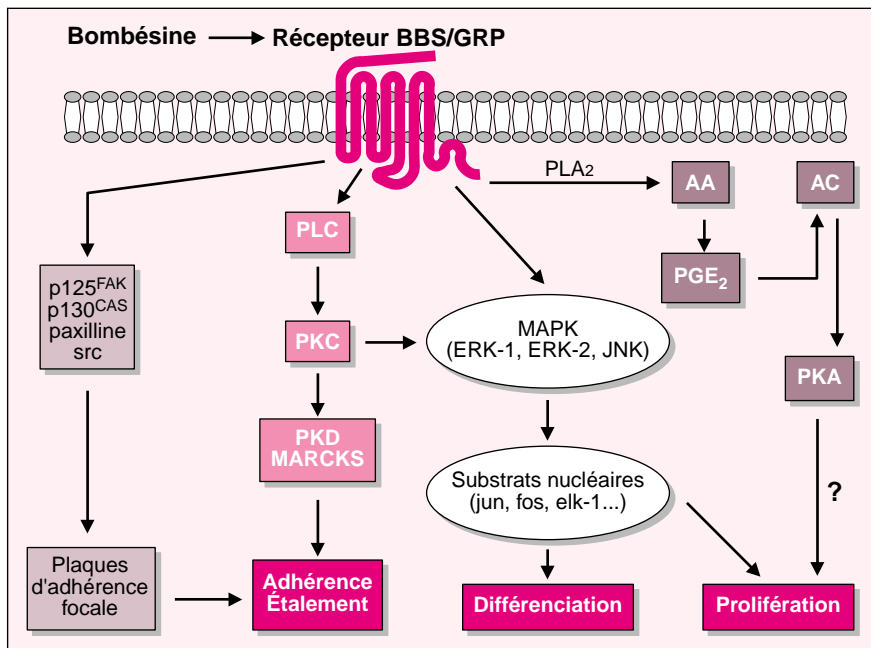 Bombésine Récepteur BBS/GRP
PLA2
AA
AC
PLC
PGE2
p125FAK
p130CAS
paxilline
src
PKC
MAPK
(ERK-1, ERK-2, JNK)
PKA
PKD
MARCKS
Substrats nucléaires
(jun, fos, elk-1...)
?
Plaques
d'adhérence
focale
Adhérence
Étalement
Différenciation
Prolifération